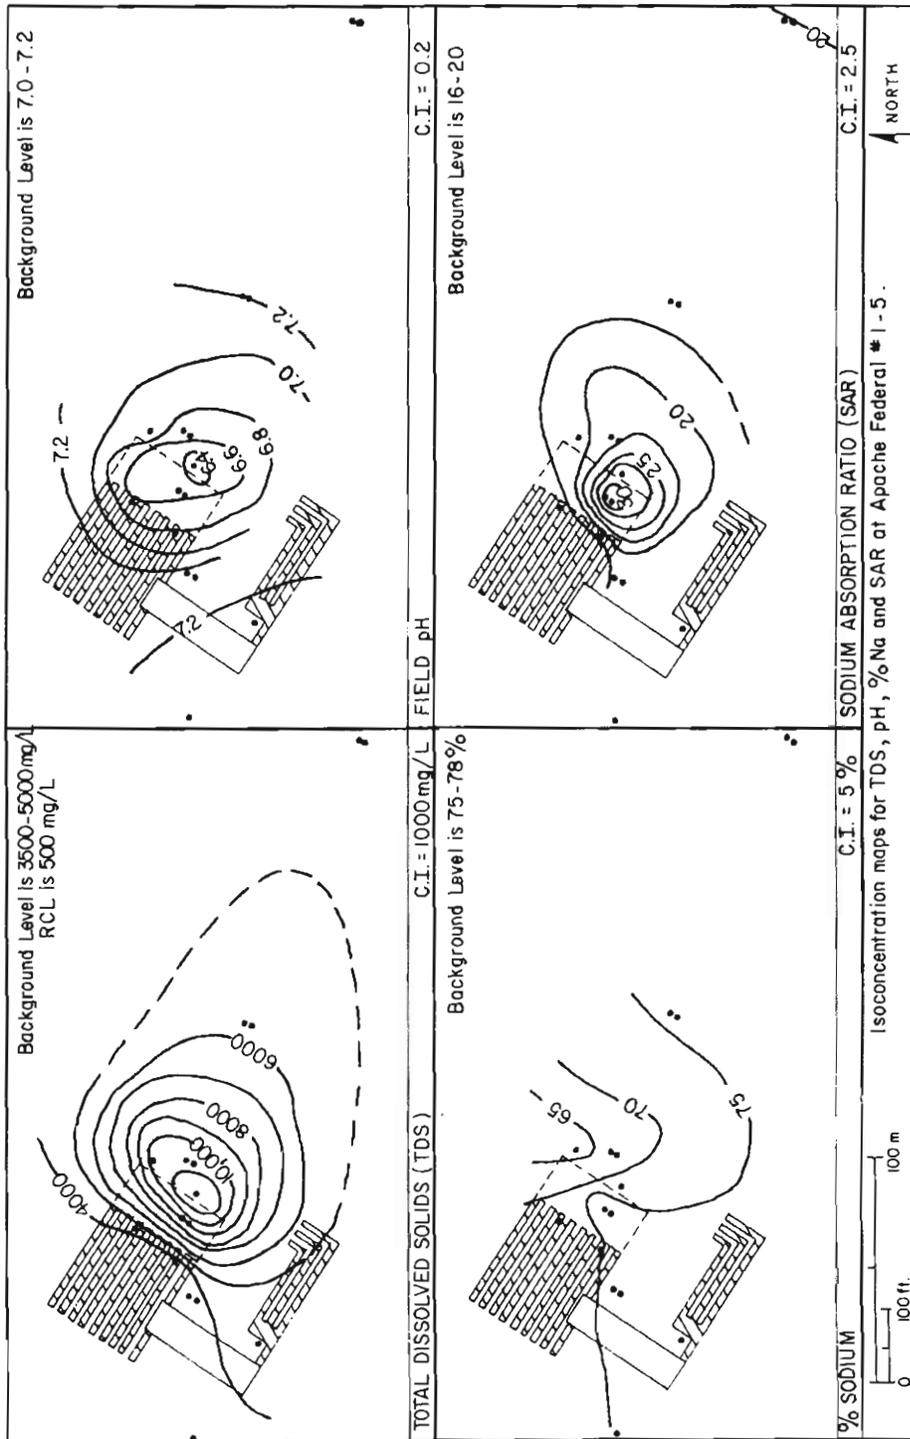 Background Level is 3500-5000mg/L
RCL is 500 mg/L
4000
6000
8000
10,000
TOTAL DISSOLVED SOLIDS (TDS)
C.I. = 1000 mg/L
Background Level is 7.0 - 7.2
7.2
7.2
7.0
7.2
6.8
6.6
6.4
FIELD pH
C.I. = 0.2
Background Level is 75-78%
65
70
75
% SODIUM
C.I. = 5 %
Background Level is 16-20
20
25
30
20
SODIUM ABSORPTION RATIO (SAR)
C.I. = 2.5
0
100 ft.
100 m
Isoconcentration maps for TDS, pH, % Na and SAR at Apache Federal # 1 - 5.
NORTH